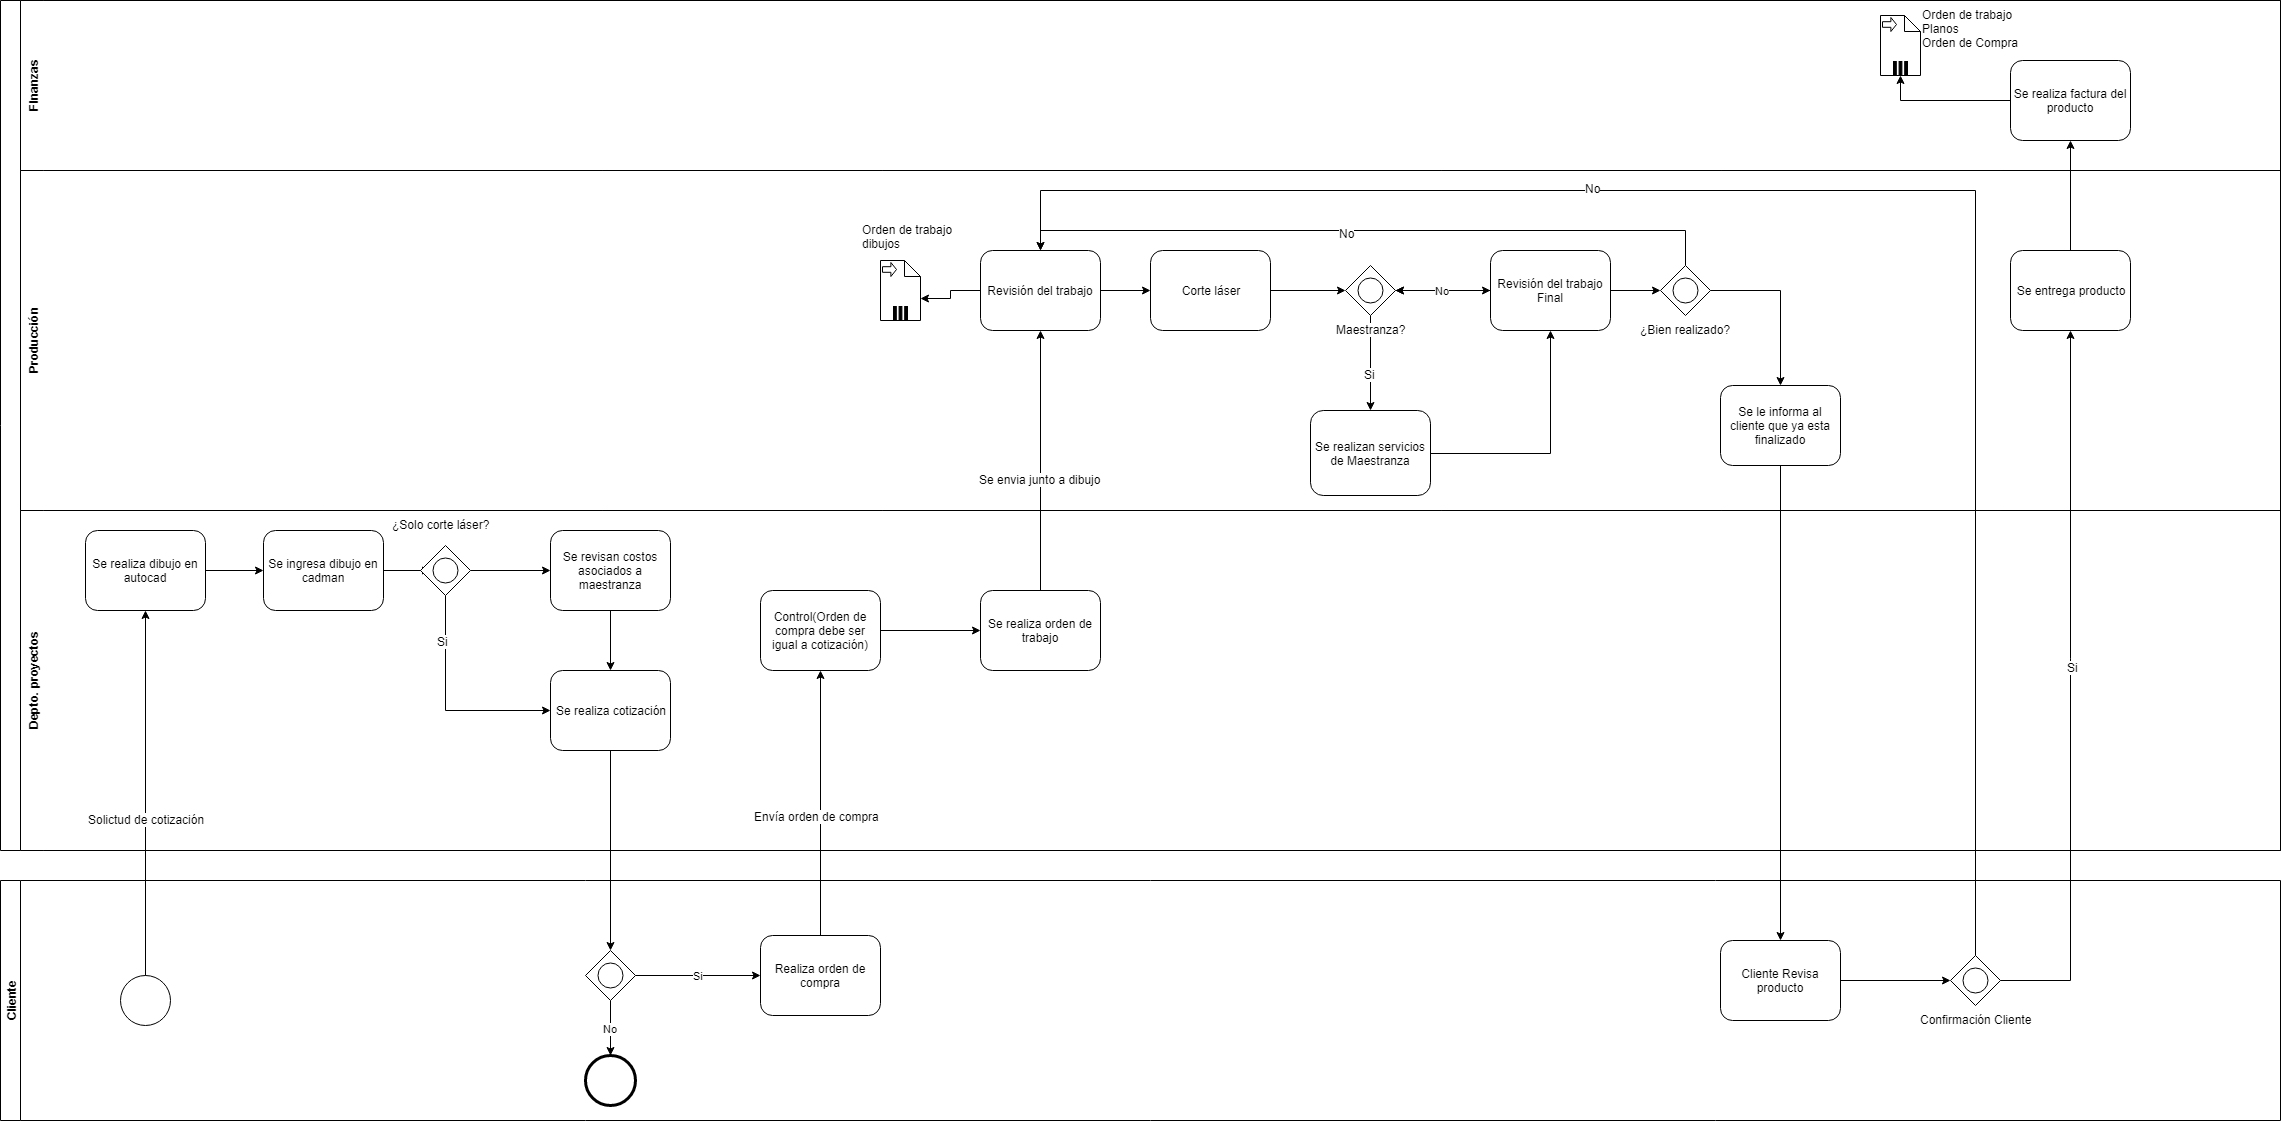 FInanzas
Orden de trabajo
Planos
Orden de Compra
Se realiza factura del
producto
Producción
No
No
Orden de trabajo
dibujos
Revisión del trabajo
Corte láser
Maestranza?
No
Revisión del trabajo
Final
¿Bien realizado?
Se entrega producto
Si
Se realizan servicios
de Maestranza
Se le informa al
cliente que ya esta
finalizado
Se envia junto a dibujo
Depto. proyectos
Se realiza dibujo en
autocad
Se ingresa dibujo en
cadman
¿Solo corte láser?
Se revisan costos
asociados a
maestranza
Si
Se realiza cotización
Control(Orden de
compra debe ser
igual a cotización)
Se realiza orden de
trabajo
Si
Solictud de cotización
Envía orden de compra
Cliente
Si
Realiza orden de
compra
No
Cliente Revisa
producto
Confirmación Cliente